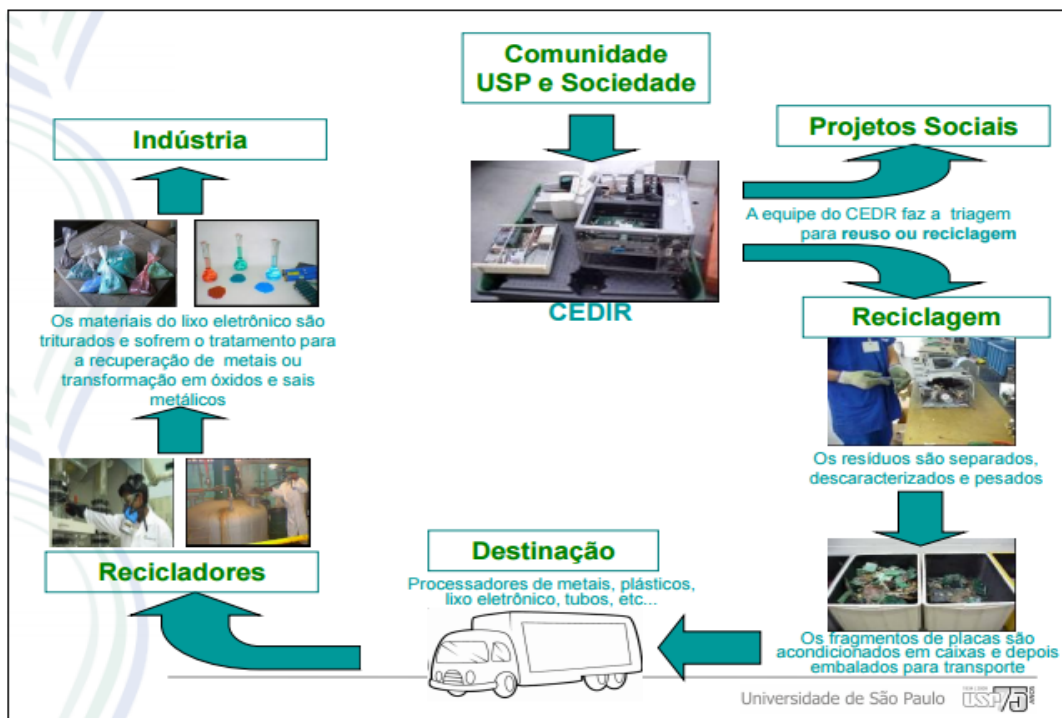 Comunidade
USP e Sociedade
Projetos Sociais
A equipe do CEDR faz a triagem
para reuso ou reciclagem
CEDIR
Reciclagem
Os resíduos são separados,
descaracterizados e pesados
Os fragmentos de placas são
acondicionados em caixas e depois
embalados para transporte
Destinação
Processadores de metais, plásticos,
lixo eletrônico, tubos, etc...
Recicladores
Os materiais do lixo eletrônico são
triturados e sofrem o tratamento para
a recuperação de metais ou
transformação em óxidos e sais
metálicos
Indústria
Universidade de São Paulo
USP 75
ANOS